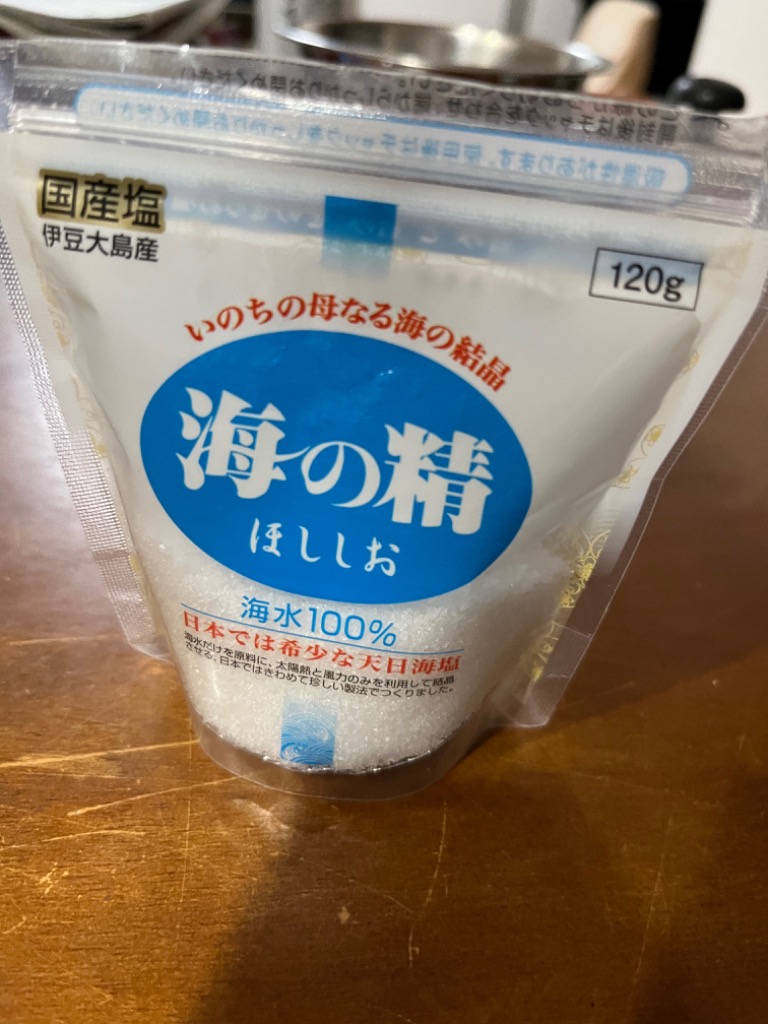 国産塩
伊豆大島産
120g
いのちの母なる海の結晶
海の精
ほししお
海水100%
日本では希少な天日海塩
海水だけを原料に、太陽熱と風力のみを利用して結晶
させる、日本ではきわめて珍しい製法でつくりました。